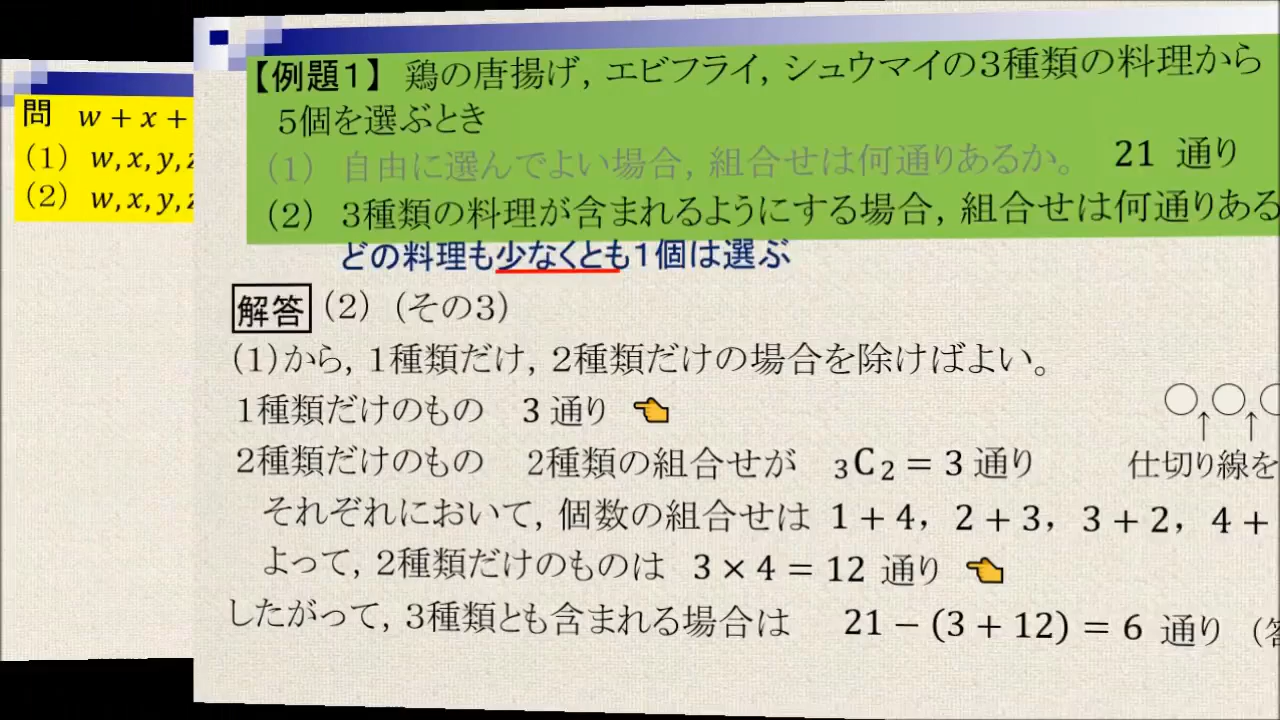 問 w + x +
(1) w, x, y, z
(2) w, x, y, z
【例題1】 鶏の唐揚げ, エビフライ, シュウマイの3種類の料理から
5個を選ぶとき
(1) 自由に選んでよい場合, 組合せは何通りあるか。 21 通り
(2) 3種類の料理が含まれるようにする場合, 組合せは何通りある
どの料理も少なくとも1個は選ぶ
解答 (2) (その3)
(1)から, 1種類だけ, 2種類だけの場合を除けばよい。
1種類だけのもの 3 通り
2種類だけのもの 2種類の組合せが ₃C₂ = 3 通り
仕切り線を
それぞれにおいて, 個数の組合せは 1 + 4, 2 + 3, 3 + 2, 4 +
よって, 2種類だけのものは 3 × 4 = 12 通り
したがって, 3種類とも含まれる場合は 21 − (3 + 12) = 6 通り (答